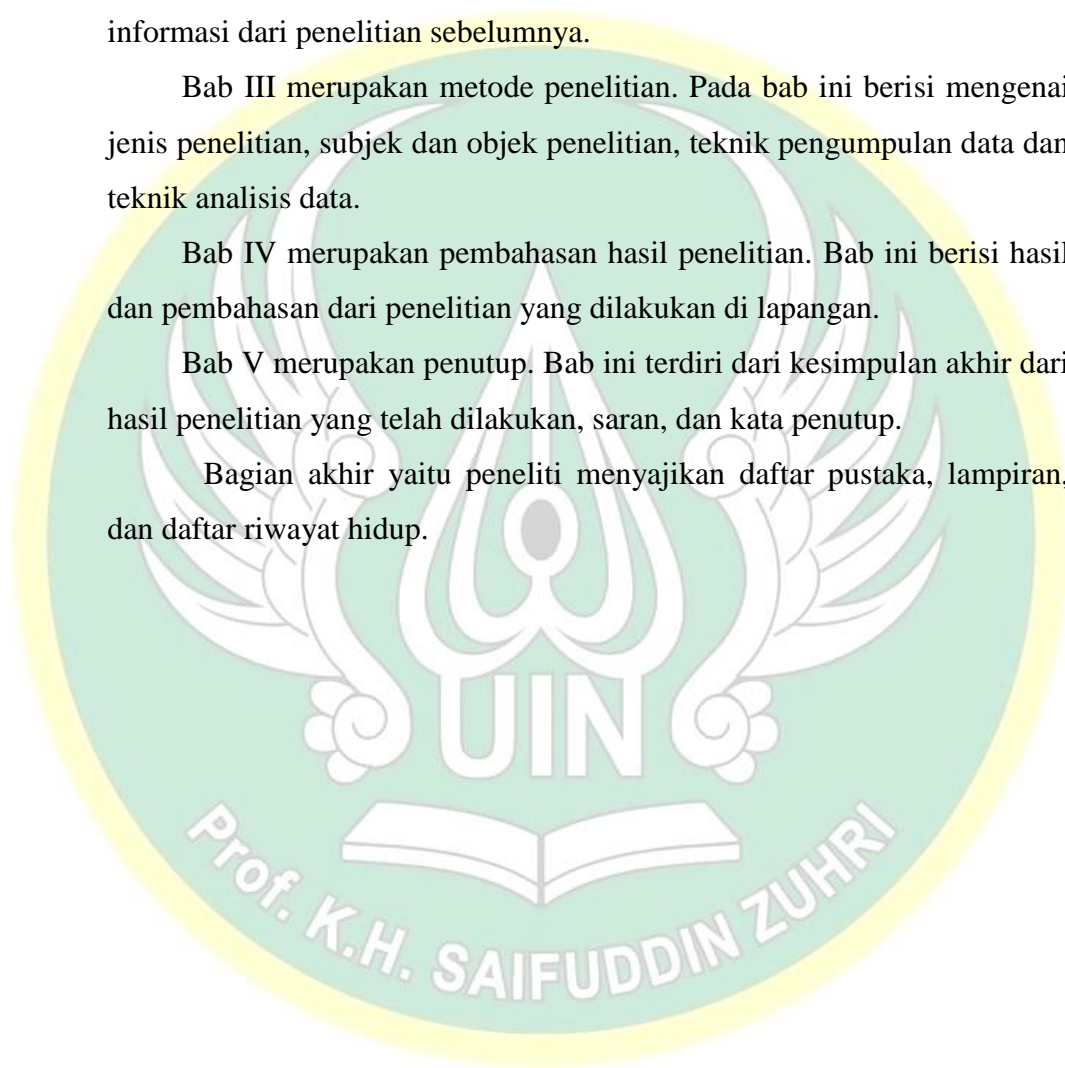 informasi dari penelitian sebelumnya.
Bab III merupakan metode penelitian. Pada bab ini berisi mengenai
jenis penelitian, subjek dan objek penelitian, teknik pengumpulan data dan
teknik analisis data.
Bab IV merupakan pembahasan hasil penelitian. Bab ini berisi hasil
dan pembahasan dari penelitian yang dilakukan di lapangan.
Bab V merupakan penutup. Bab ini terdiri dari kesimpulan akhir dari
hasil penelitian yang telah dilakukan, saran, dan kata penutup.
Bagian akhir yaitu peneliti menyajikan daftar pustaka, lampiran,
dan daftar riwayat hidup.
UIN
Prof. K.H. SAIFUDDIN ZUHRI